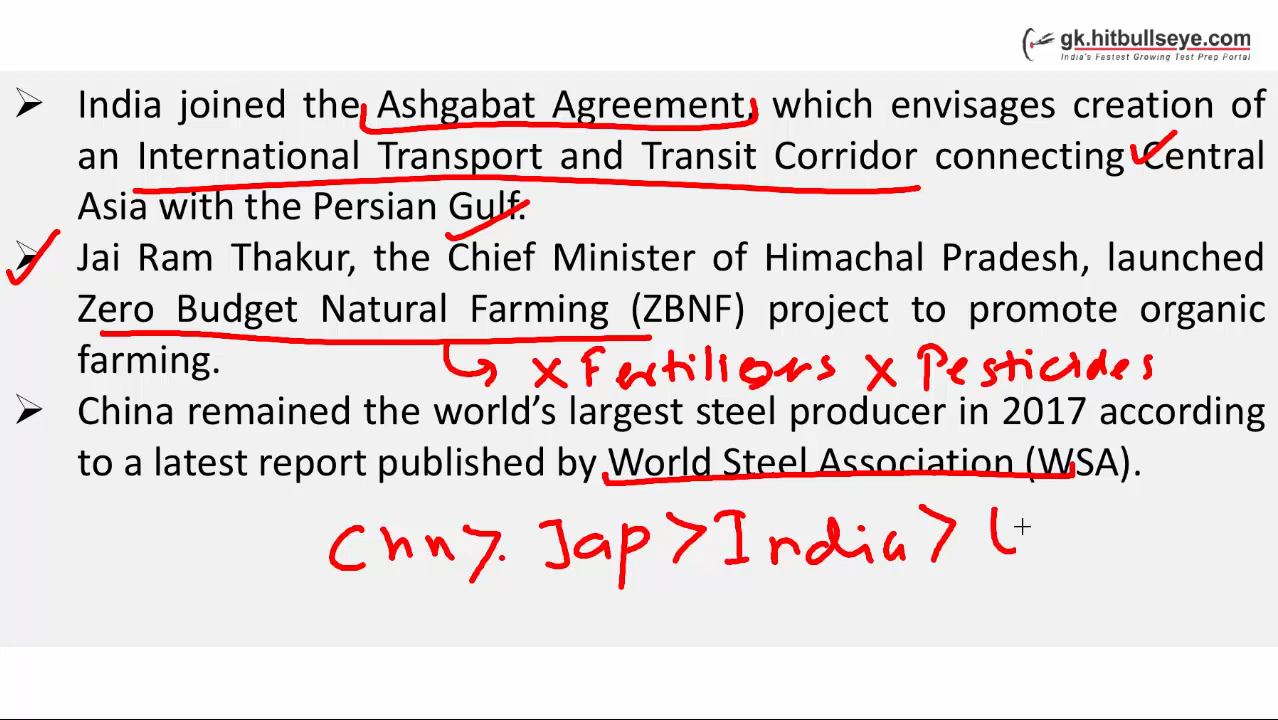 gk.hitbullseye.com
India's Fastest Growing Test Prep Portal
India joined the Ashgabat Agreement, which envisages creation of
an International Transport and Transit Corridor connecting Central
Asia with the Persian Gulf.
Jai Ram Thakur, the Chief Minister of Himachal Pradesh, launched
Zero Budget Natural Farming (ZBNF) project to promote organic
farming.
x Pesticides
China remained the world's largest steel producer in 2017 according
to a latest report published by World Steel Association (WSA).
Chn > Jap > India >